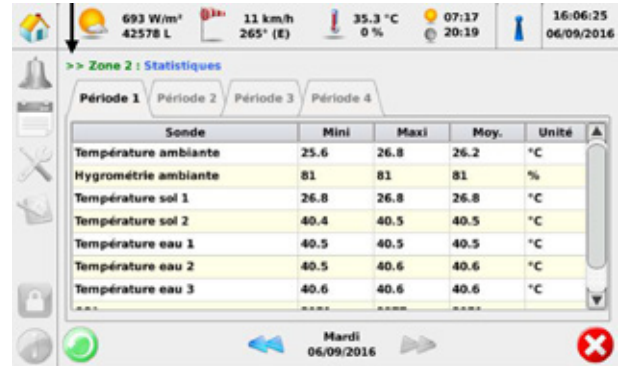 693 W/m² 11 km/h 35.3 °C 07:17 16:06:25
42578 L 265° (E) 0 % 20:19 06/09/2016
>> Zone 2 : Statistiques
Période 1 Période 2 Période 3 Période 4
Sonde Mini Maxi Moy. Unité
Température ambiante 25.6 26.8 26.2 °C
Hygrométrie ambiante 81 81 81 %
Température sol 1 26.8 26.8 26.8 °C
Température sol 2 40.4 40.5 40.5 °C
Température eau 1 40.5 40.5 40.5 °C
Température eau 2 40.5 40.6 40.6 °C
Température eau 3 40.6 40.6 40.6 °C
Mardi
06/09/2016